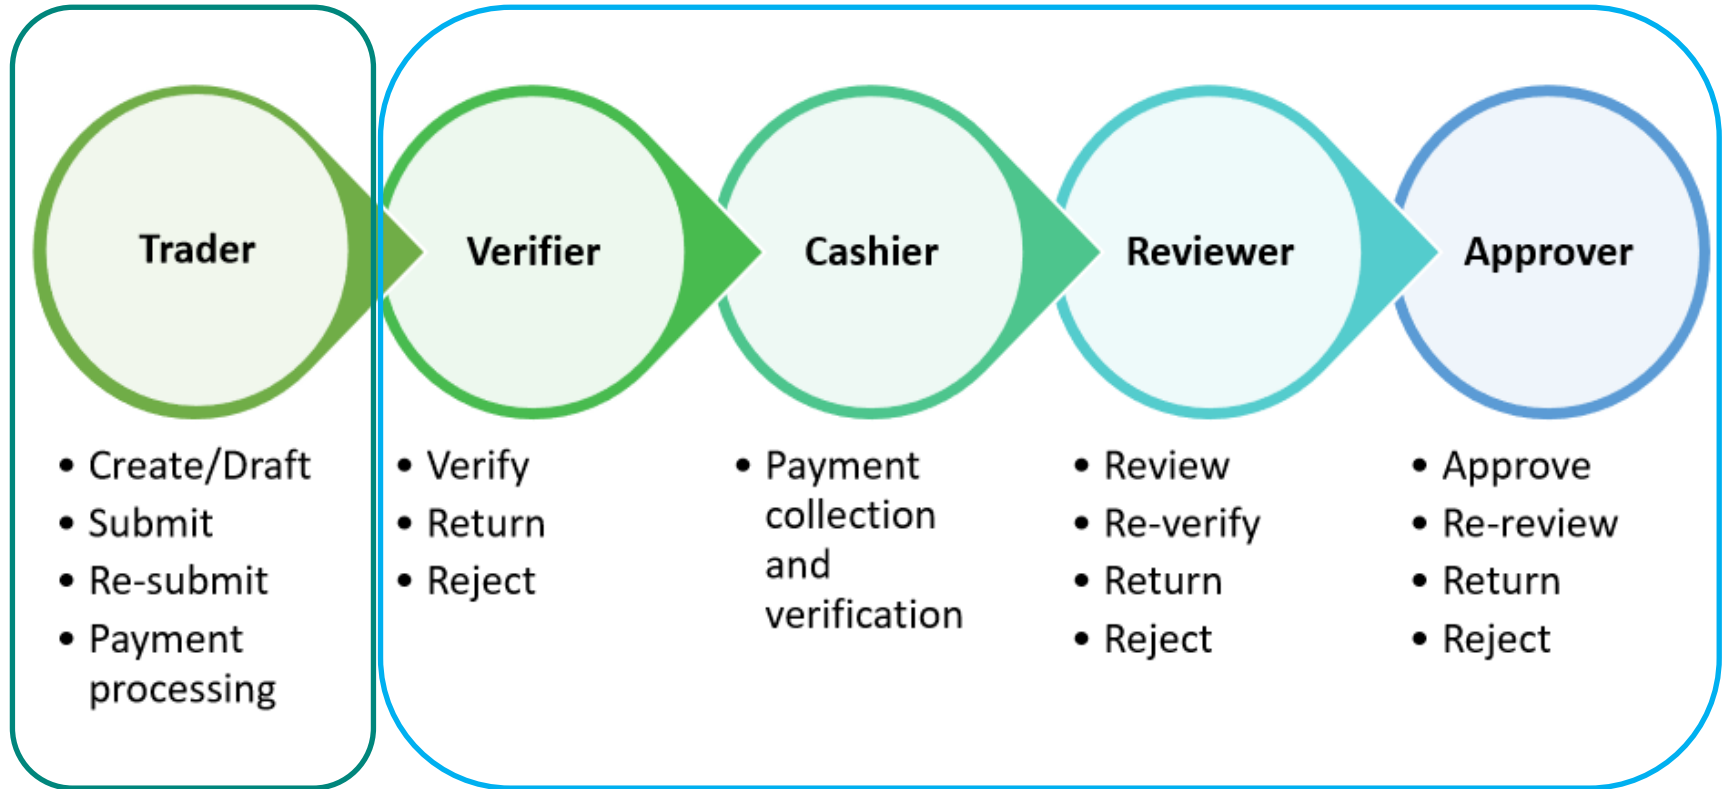 Trader
Verifier
Cashier
Reviewer
Approver
• Create/Draft
• Submit
• Re-submit
• Payment
processing
• Verify
• Return
• Reject
• Payment
collection
and
verification
• Review
• Re-verify
• Return
• Reject
• Approve
• Re-review
• Return
• Reject